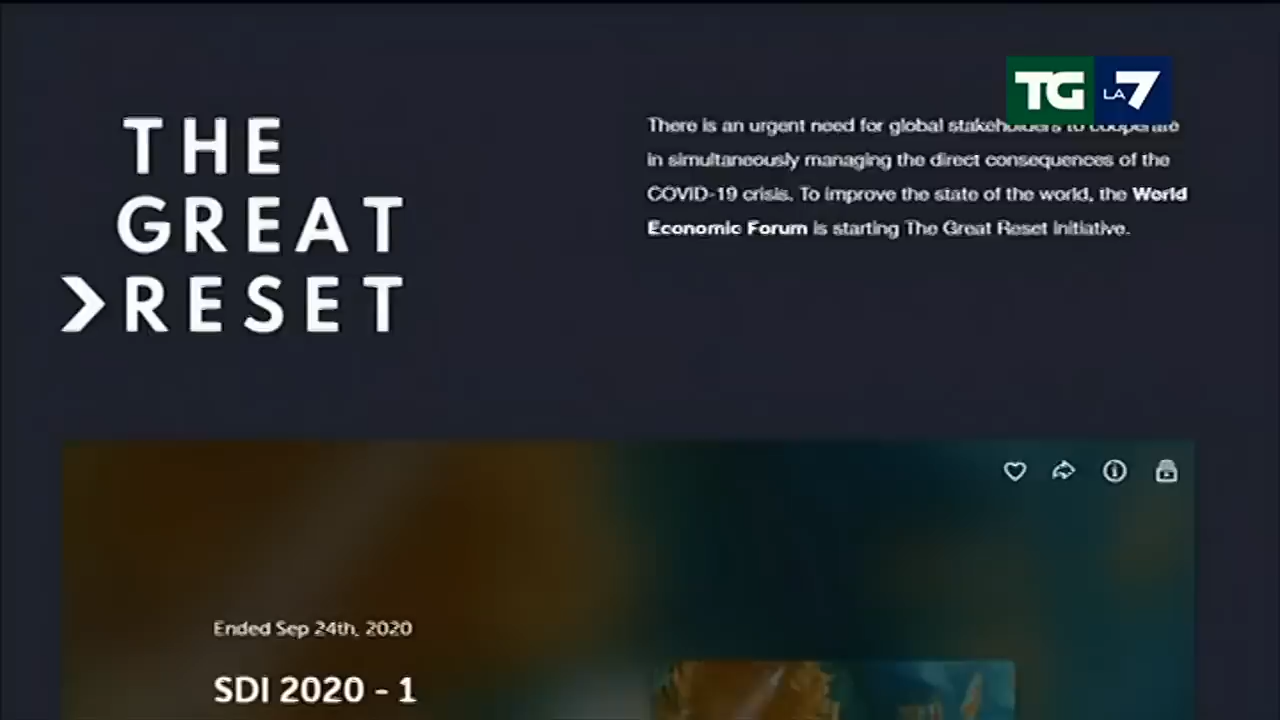 TG LA7
THE
GREAT
RESET
There is an urgent need for global stakeholders to cooperate
in simultaneously managing the direct consequences of the
COVID-19 crisis. To improve the state of the world, the World
Economic Forum is starting The Great Reset initiative.
Ended Sep 24th, 2020
SDI 2020 - 1